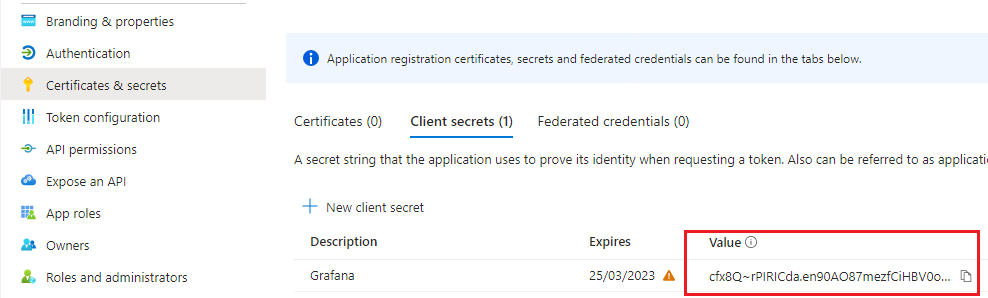 Branding & properties
Authentication
Certificates & secrets
Token configuration
API permissions
Expose an API
App roles
Owners
Roles and administrators
Application registration certificates, secrets and federated credentials can be found in the tabs below.
Certificates (0) Client secrets (1) Federated credentials (0)
A secret string that the application uses to prove its identity when requesting a token. Also can be referred to as applicati
New client secret
Description Expires Value
Grafana 25/03/2023 cfx8Q~rPIRICda.en90AO87mezfCiHBV0o...